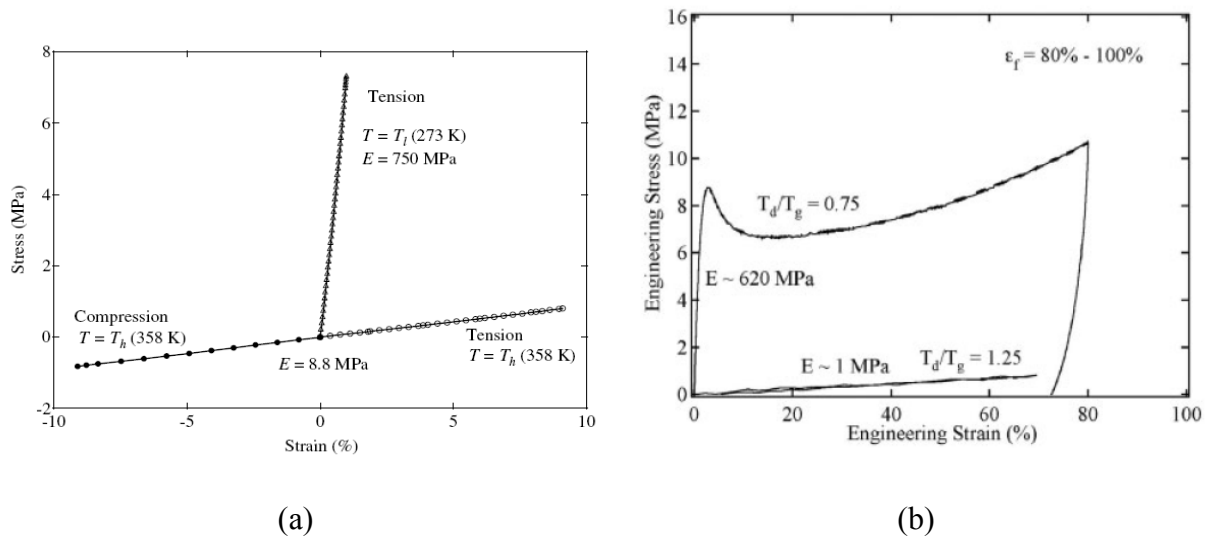 8
6
4
2
0
-2
-10
-5
0
5
10
Stress (MPa)
Strain (%)
Tension
T = Tₗ (273 K)
E = 750 MPa
Compression
T = Tₕ (358 K)
E = 8.8 MPa
Tension
T = Tₕ (358 K)
(a)
16
14
12
10
8
6
4
2
0
0
20
40
60
80
100
Engineering Stress (MPa)
Engineering Strain (%)
ε_f = 80% - 100%
T_d/T_g = 0.75
E ~ 620 MPa
E ~ 1 MPa
T_d/T_g = 1.25
(b)